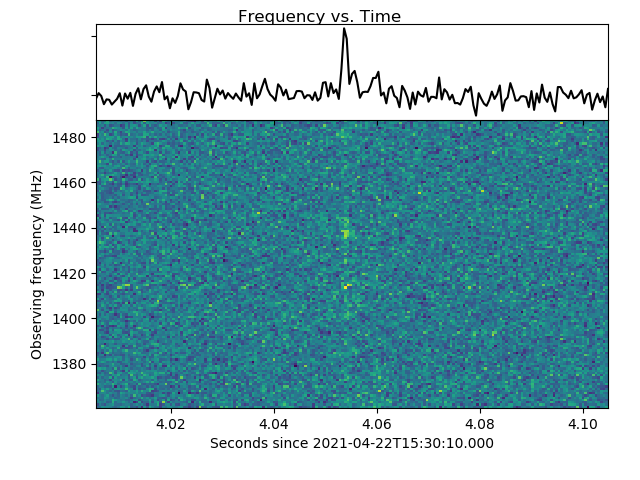 Frequency vs. Time
1480
1460
1440
1420
1400
1380
Observing frequency (MHz)
4.02 4.04 4.06 4.08 4.10
Seconds since 2021-04-22T15:30:10.000